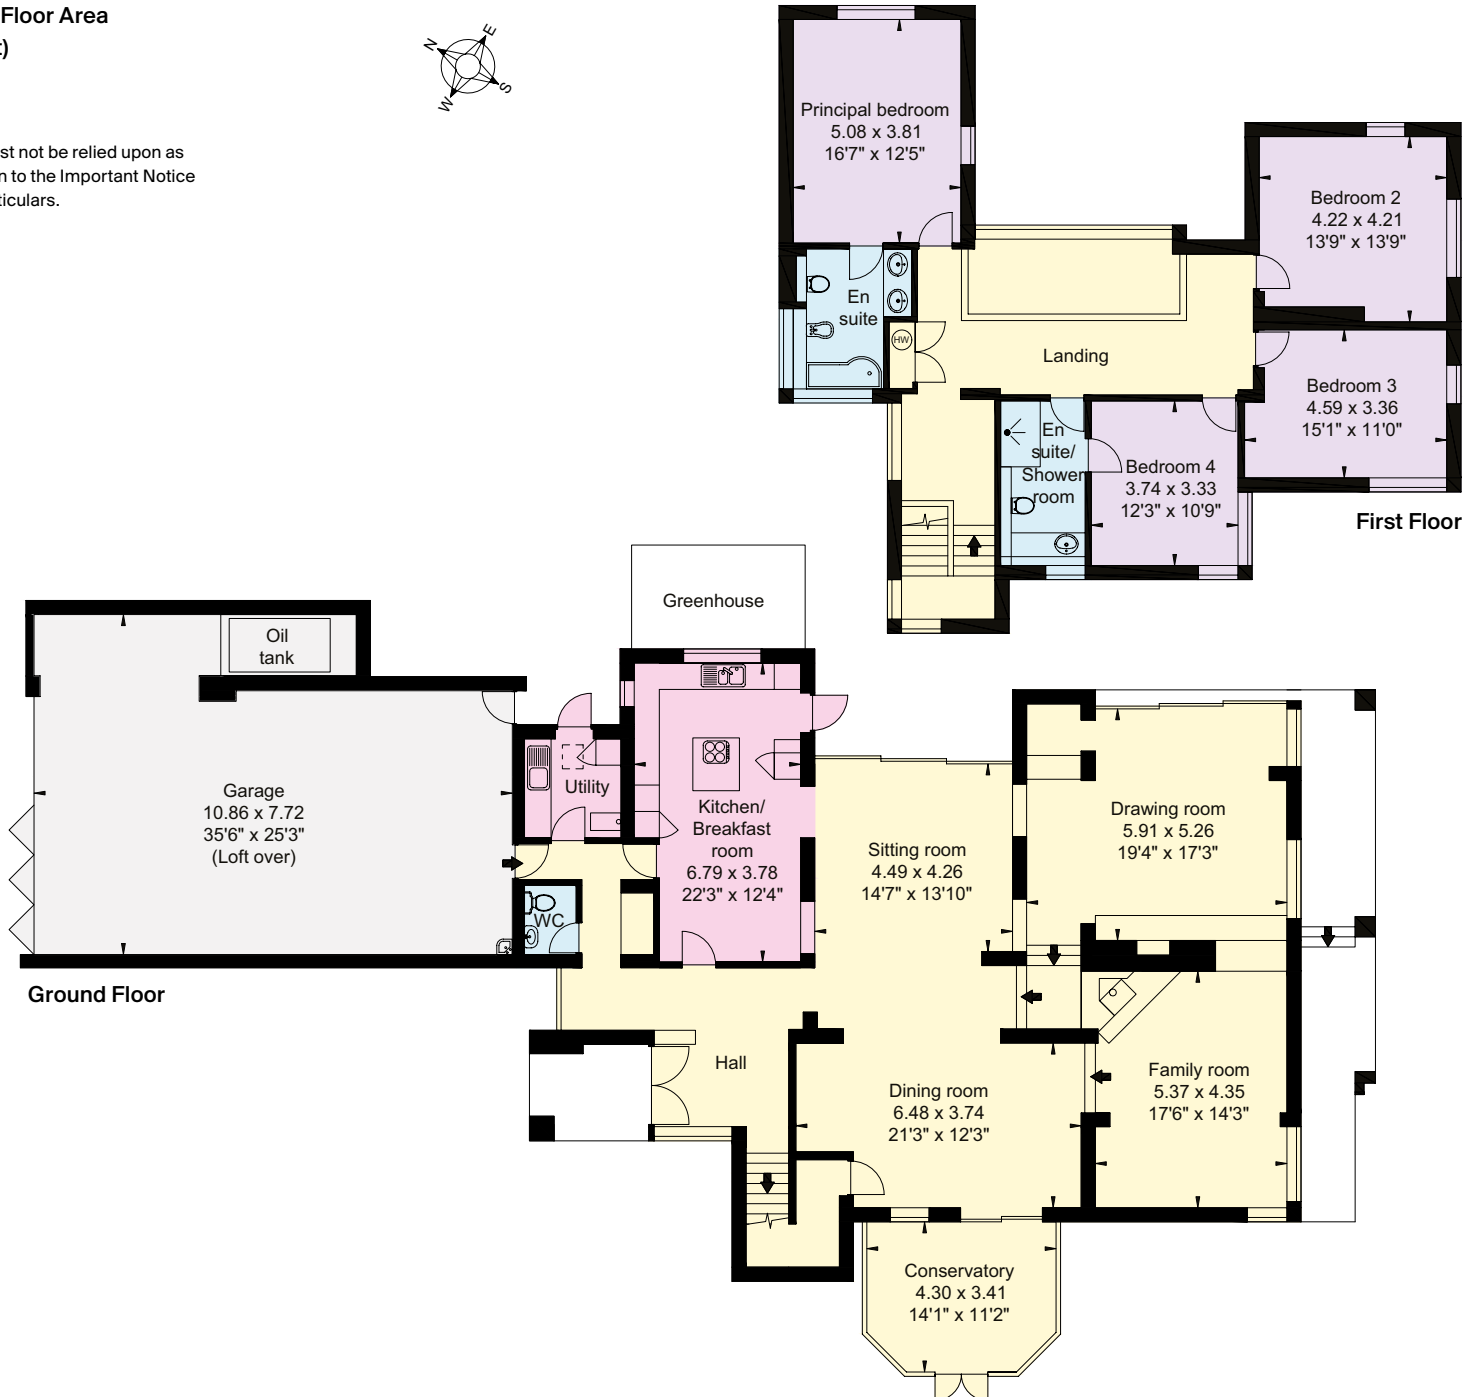 Floor Area
t)
N
E
S
W
st not be relied upon as
n to the Important Notice
ticulars.
Principal bedroom
5.08 x 3.81
16'7" x 12'5"
Bedroom 2
4.22 x 4.21
13'9" x 13'9"
En
suite
HW
Landing
Bedroom 3
4.59 x 3.36
15'1" x 11'0"
En
suite/
Shower
room
Bedroom 4
3.74 x 3.33
12'3" x 10'9"
First Floor
Greenhouse
Oil
tank
Garage
10.86 x 7.72
35'6" x 25'3"
(Loft over)
Utility
Kitchen/
Breakfast
room
6.79 x 3.78
22'3" x 12'4"
Sitting room
4.49 x 4.26
14'7" x 13'10"
Drawing room
5.91 x 5.26
19'4" x 17'3"
WC
Ground Floor
Hall
Dining room
6.48 x 3.74
21'3" x 12'3"
Family room
5.37 x 4.35
17'6" x 14'3"
Conservatory
4.30 x 3.41
14'1" x 11'2"